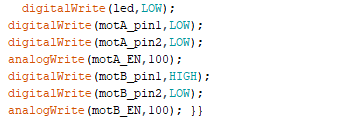 digitalWrite(led,LOW);
digitalWrite(motA_pin1,LOW);
digitalWrite(motA_pin2,LOW);
analogWrite(motA_EN,100);
digitalWrite(motB_pin1,HIGH);
digitalWrite(motB_pin2,LOW);
analogWrite(motB_EN,100); }}